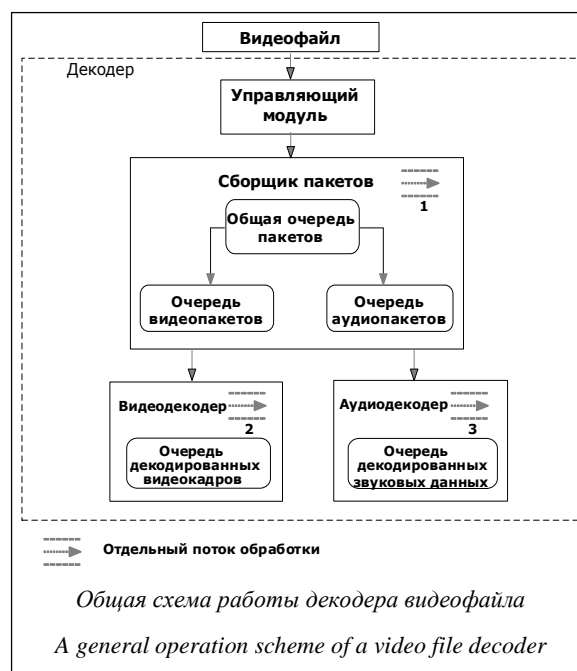 Видеофайл
Декодер
Управляющий
модуль
Сборщик пакетов
1
Общая очередь
пакетов
Очередь
видеопакетов
Очередь
аудиопакетов
Видеодекодер
2
Очередь
декодированных
видеокадров
Аудиодекодер
3
Очередь
декодированных
звуковых данных
Отдельный поток обработки
Общая схема работы декодера видеофайла
A general operation scheme of a video file decoder